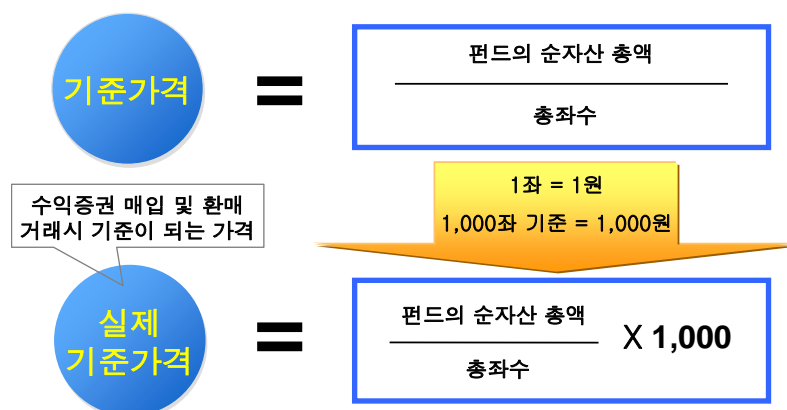 기준가격
=
펀드의 순자산 총액
총좌수
1좌 = 1원
1,000좌 기준 = 1,000원
수익증권 매입 및 환매
거래시 기준이 되는 가격
실제
기준가격
=
펀드의 순자산 총액
총좌수
X 1,000